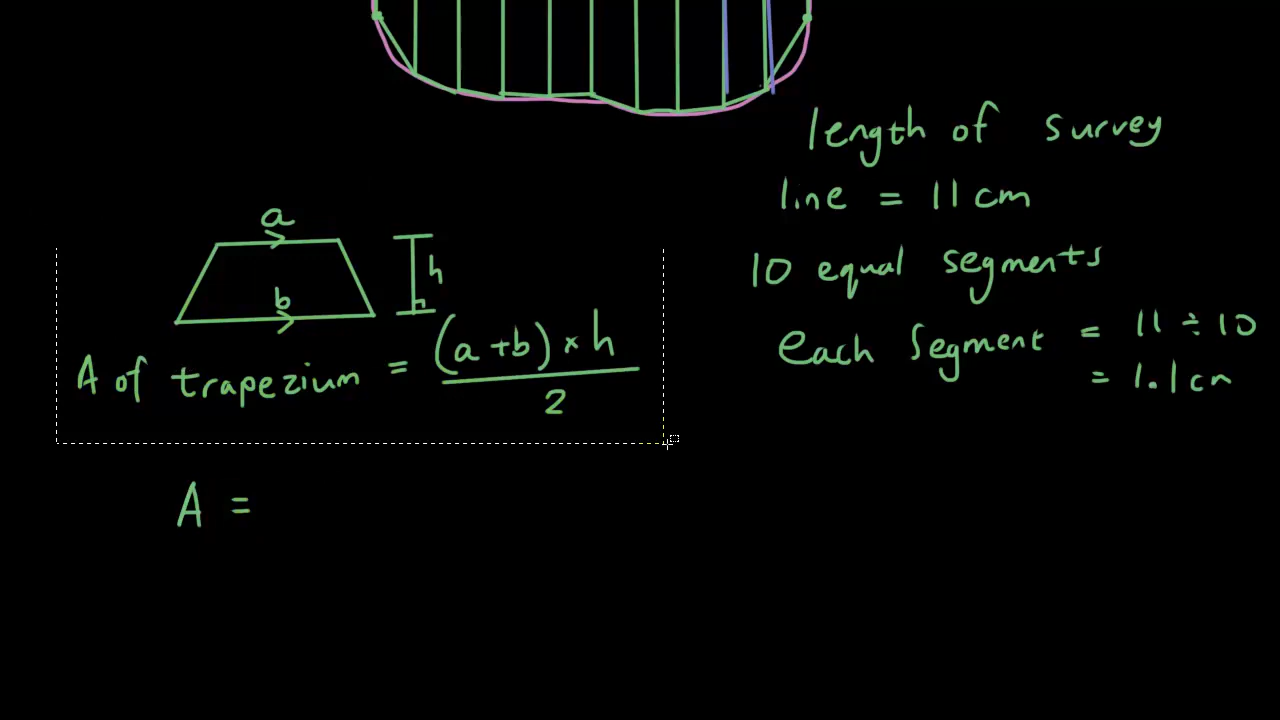 a
b
h
A of trapezium = (a+b) × h
2
A =
length of survey
line = 11 cm
10 equal segments
each segment = 11 ÷ 10
= 1.1 cm